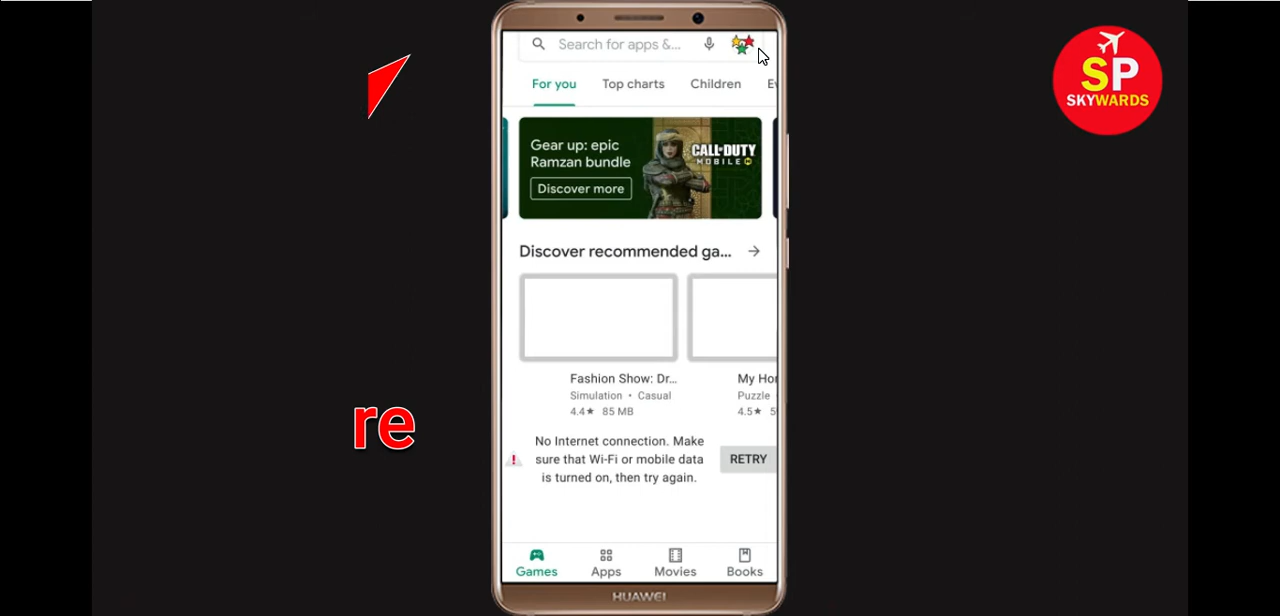 Search for apps &...
SP
SKYWARDS
For you
Top charts
Children
Ev
Gear up: epic
Ramzan bundle
Discover more
CALL OF DUTY
MOBILE
Discover recommended ga...
Fashion Show: Dr...
Simulation • Casual
4.4★ 85 MB
My Hor
Puzzle
4.5★ 5
re
No Internet connection. Make
sure that Wi-Fi or mobile data
is turned on, then try again.
RETRY
Games
Apps
Movies
Books
HUAWEI